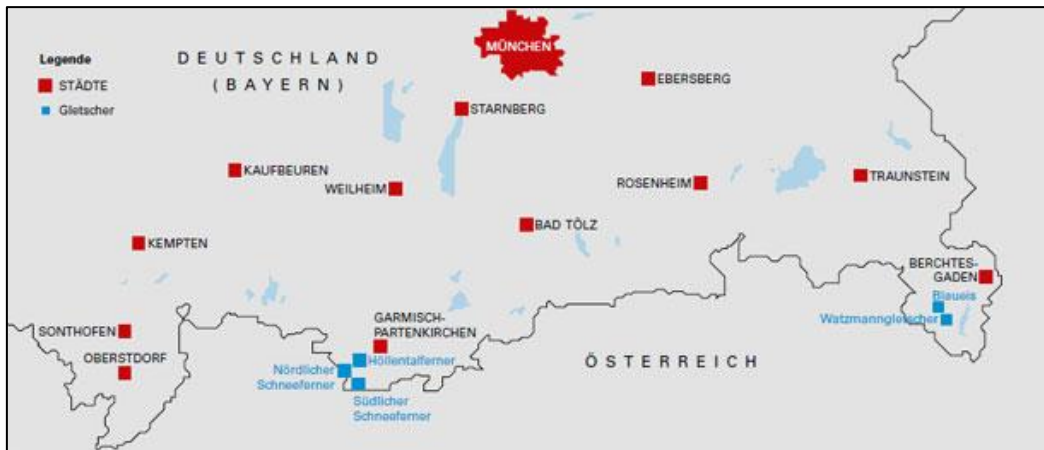 MÜNCHEN
DEUTSCHLAND
(BAYERN)
Legende
STÄDTE
Gletscher
EBERSBERG
STARNBERG
KAUFBEUREN
WEILHEIM
ROSENHEIM
TRAUNSTEIN
BAD TÖLZ
KEMPTEN
BERCHTES-
GADEN
Blaueis
Watzmanngletscher
SONTHOFEN
OBERSTDORF
GARMISCH-
PARTENKIRCHEN
Höllentalferner
Nördlicher
Schneeferner
Südlicher
Schneeferner
ÖSTERREICH